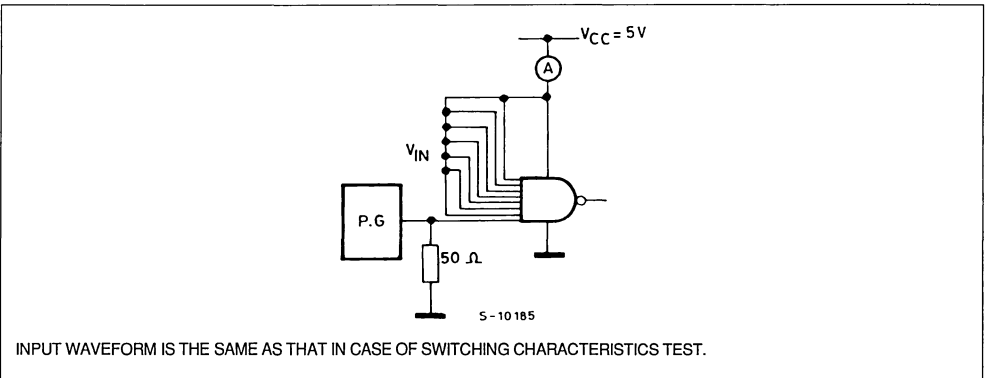 VCC = 5V
A
VIN
P.G
50 Ω
S-10185
INPUT WAVEFORM IS THE SAME AS THAT IN CASE OF SWITCHING CHARACTERISTICS TEST.